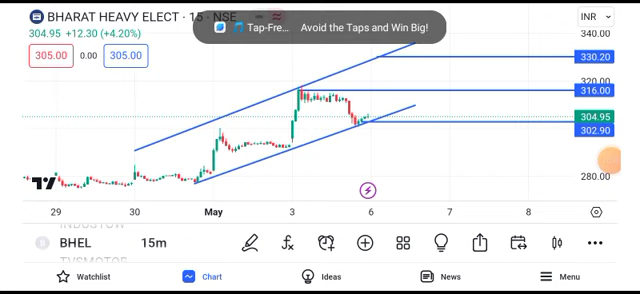 BHARAT HEAVY ELECT · 15 · NSE
Tap-Fre... Avoid the Taps and Win Big!
INR
304.95 +12.30 (+4.20%)
305.00 0.00 305.00
340.00
330.20
320.00
316.00
304.95
302.90
280.00
29 30 May 3 6 7 8
BHEL 15m
Watchlist Chart Ideas News Menu